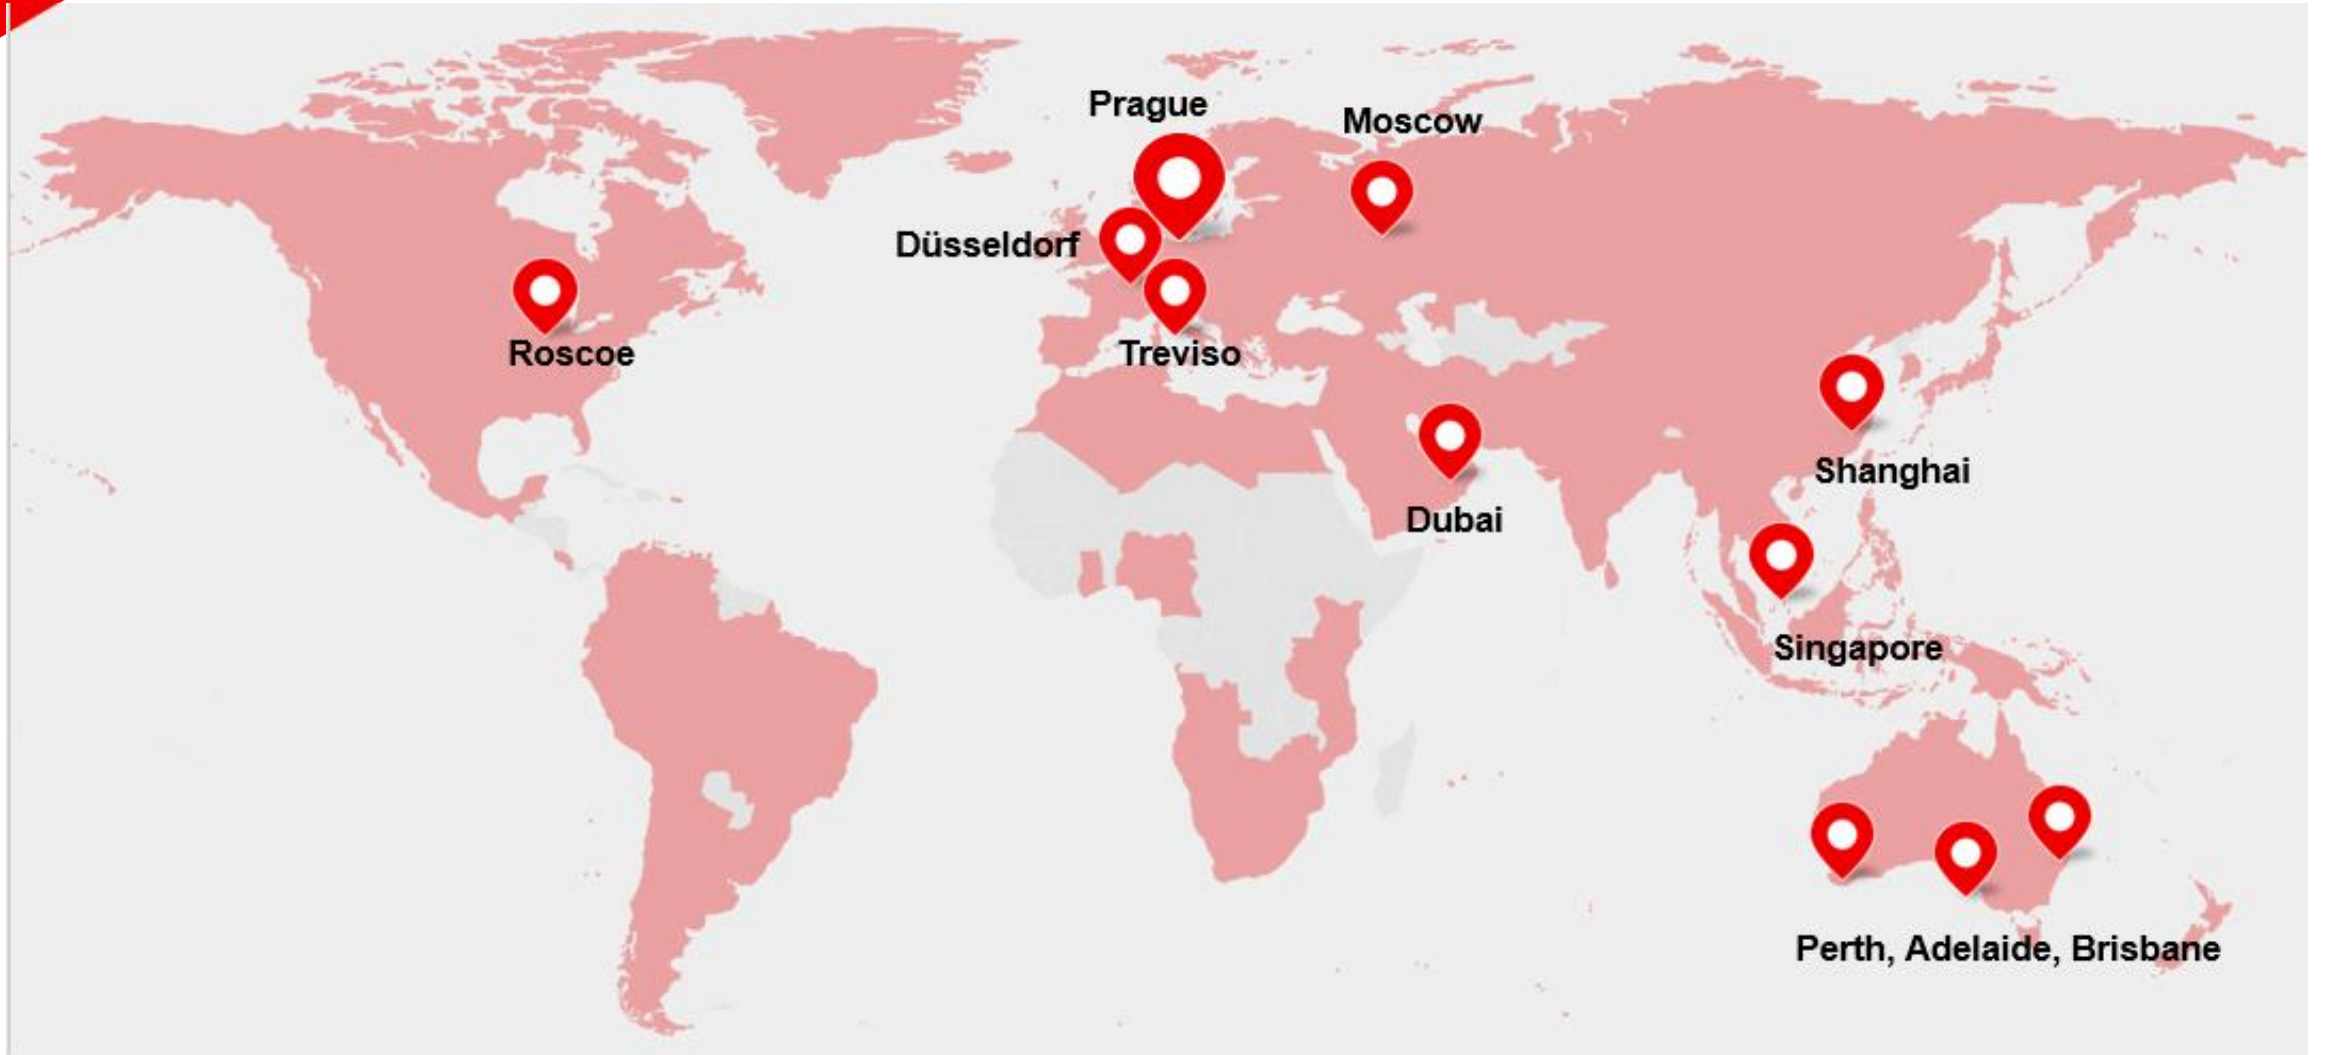 Prague
Moscow
Düsseldorf
Roscoe
Treviso
Shanghai
Dubai
Singapore
Perth, Adelaide, Brisbane